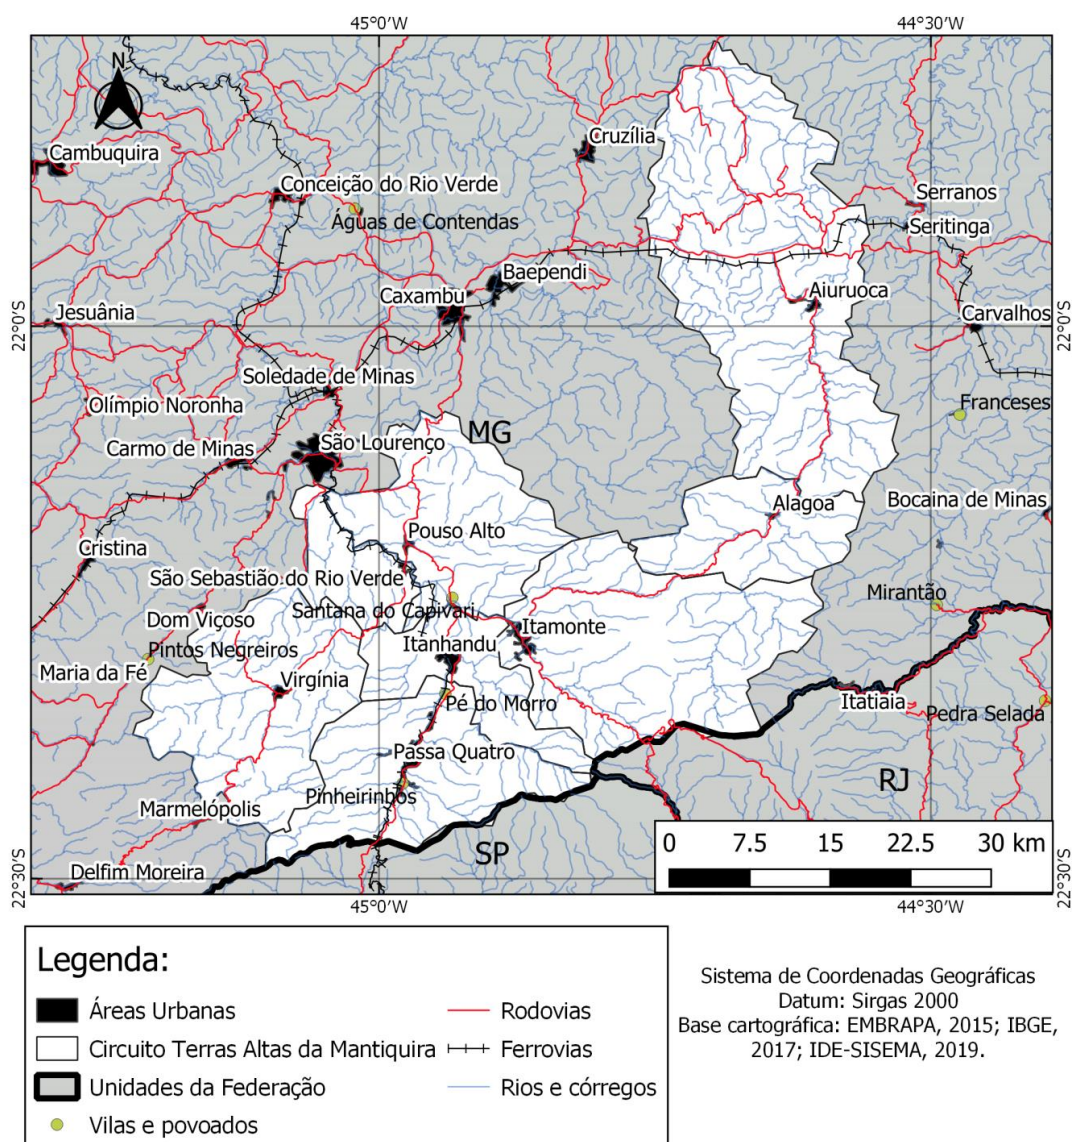 45°0'W
44°30'W
N
Cruzília
Cambuquira
Conceição do Rio Verde
Serranos
Águas de Contendas
Seritinga
Baependi
Caxambu
Aiuruoca
Jesuânia
Carvalhos
22°0'S
22°0'S
Soledade de Minas
Olímpio Noronha
Franceses
MG
São Lourenço
Carmo de Minas
Bocaina de Minas
Alagoa
Pouso Alto
Cristina
São Sebastião do Rio Verde
Mirantão
Santana do Capivari
Dom Viçoso
Itamonte
Itanhandu
Pintos Negreiros
Maria da Fé
Virgínia
Itatiaia
Pé do Morro
Pedra Selada
Passa Quatro
RJ
Pinheirinhos
Marmelópolis
SP
0 7.5 15 22.5 30 km
Delfim Moreira
22°30'S
22°30'S
45°0'W
44°30'W
Legenda:
Áreas Urbanas
Circuito Terras Altas da Mantiquira
Unidades da Federação
Vilas e povoados
Rodovias
Ferrovias
Rios e córregos
Sistema de Coordenadas Geográficas
Datum: Sirgas 2000
Base cartográfica: EMBRAPA, 2015; IBGE,
2017; IDE-SISEMA, 2019.